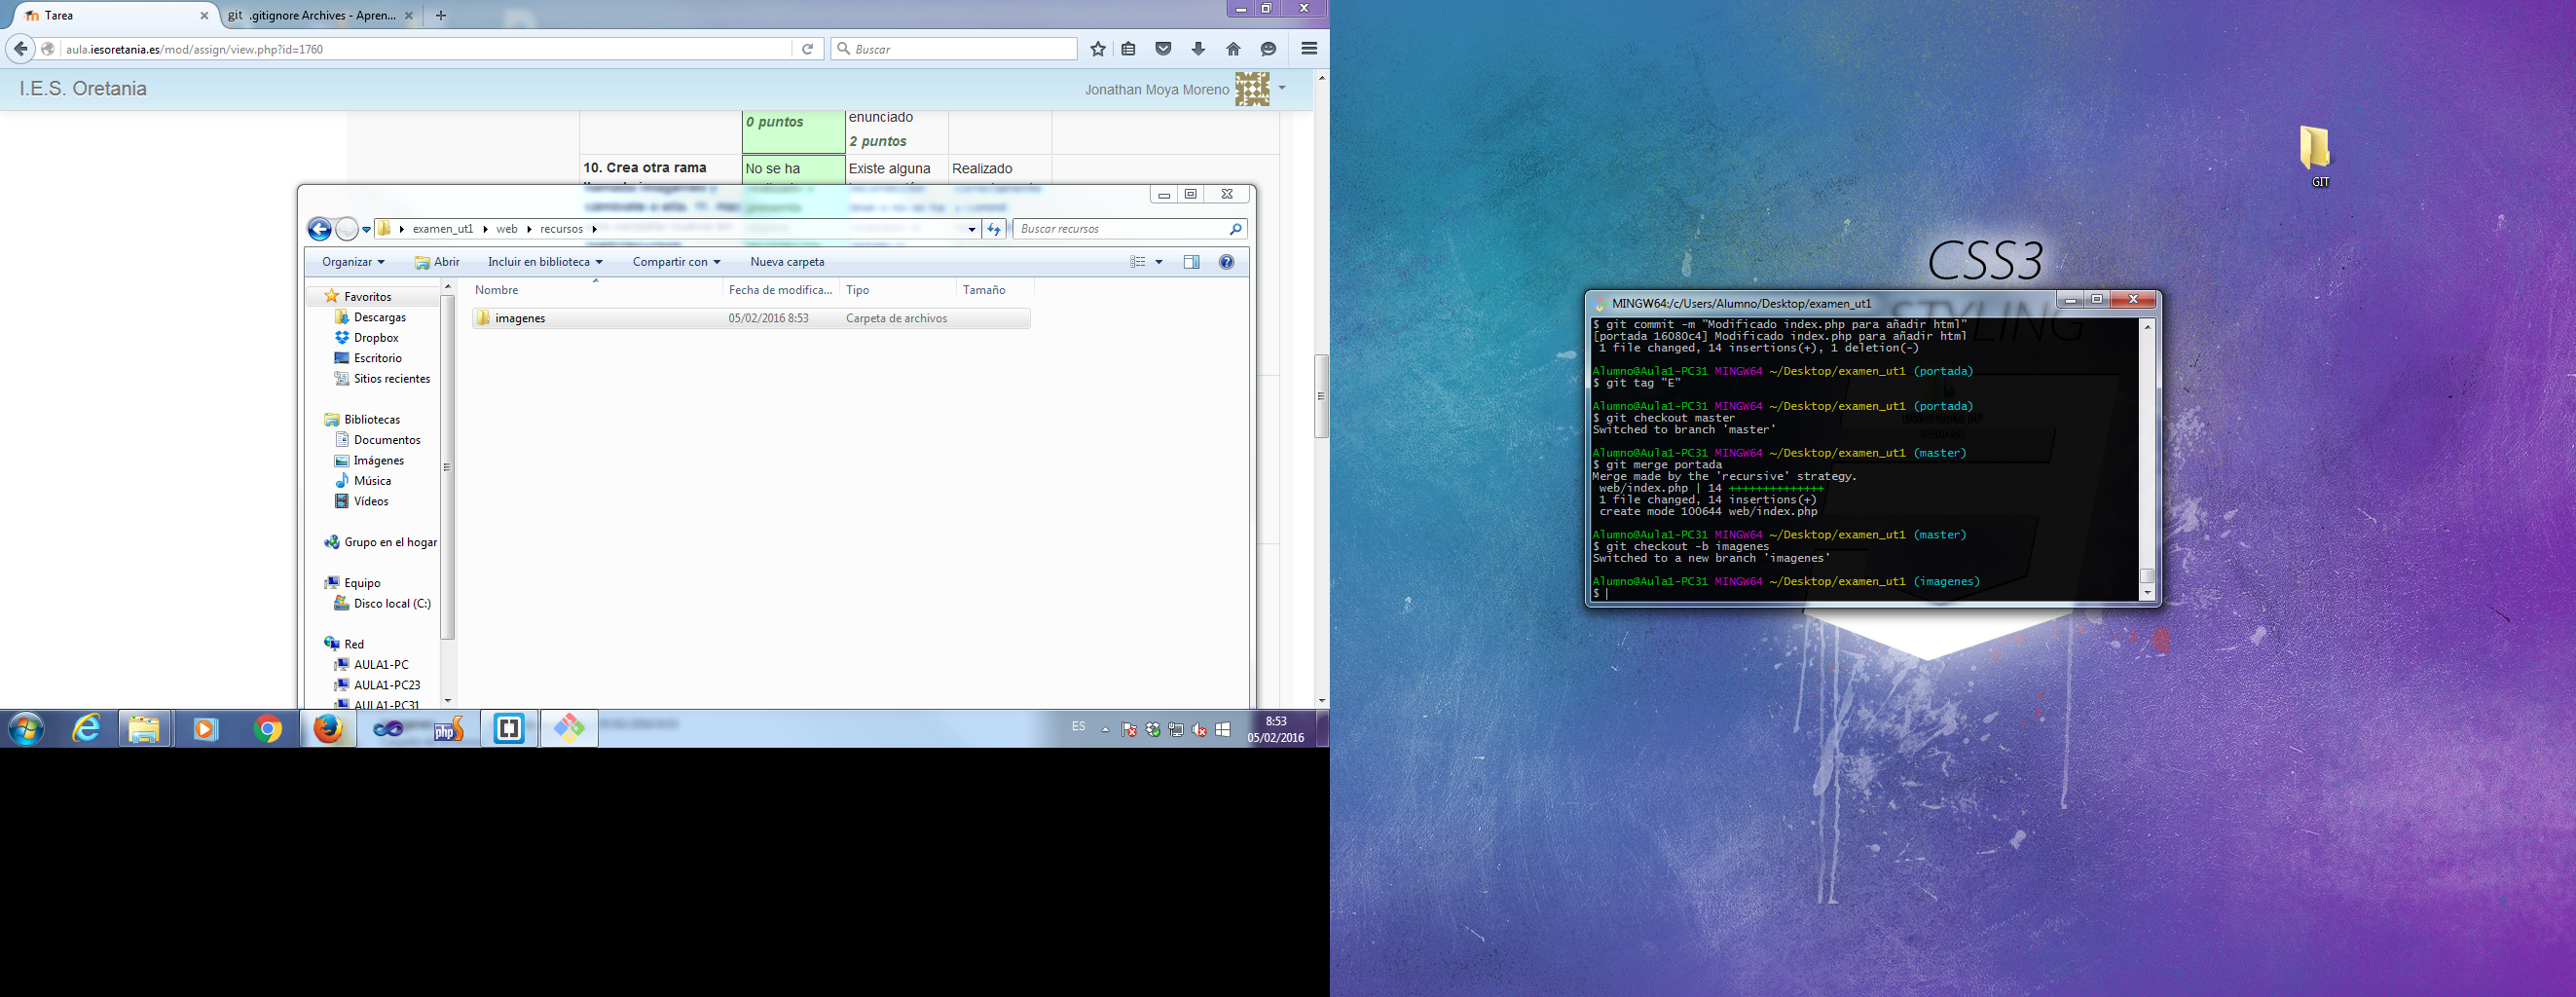 Tarea
git .gitignore Archives - Apren...
aula.iesoretania.es/mod/assign/view.php?id=1760
Buscar
I.E.S. Oretania
Jonathan Moya Moreno
0 puntos
enunciado
2 puntos
10. Crea otra rama
No se ha
Existe alguna
Realizado
examen_ut1
web
recursos
Buscar recursos
Organizar
Abrir
Incluir en biblioteca
Compartir con
Nueva carpeta
Nombre
Fecha de modifica...
Tipo
Tamaño
imagenes
05/02/2016 8:53
Carpeta de archivos
Favoritos
Descargas
Dropbox
Escritorio
Sitios recientes
Bibliotecas
Documentos
Imágenes
Música
Vídeos
Grupo en el hogar
Equipo
Disco local (C:)
Red
AULA1-PC
AULA1-PC23
AULA1-PC31
ES
8:53
05/02/2016
GIT
CSS3
STYLING
MINGW64:/c/Users/Alumno/Desktop/examen_ut1
$ git commit -m "Modificado index.php para añadir html"
[portada 16080c4] Modificado index.php para añadir html
1 file changed, 14 insertions(+), 1 deletion(-)
Alumno@Aula1-PC31 MINGW64 ~/Desktop/examen_ut1 (portada)
$ git tag "E"
Alumno@Aula1-PC31 MINGW64 ~/Desktop/examen_ut1 (portada)
$ git checkout master
Switched to branch 'master'
Alumno@Aula1-PC31 MINGW64 ~/Desktop/examen_ut1 (master)
$ git merge portada
Merge made by the 'recursive' strategy.
web/index.php | 14 ++++++++++++++
1 file changed, 14 insertions(+)
create mode 100644 web/index.php
Alumno@Aula1-PC31 MINGW64 ~/Desktop/examen_ut1 (master)
$ git checkout -b imagenes
Switched to a new branch 'imagenes'
Alumno@Aula1-PC31 MINGW64 ~/Desktop/examen_ut1 (imagenes)
$